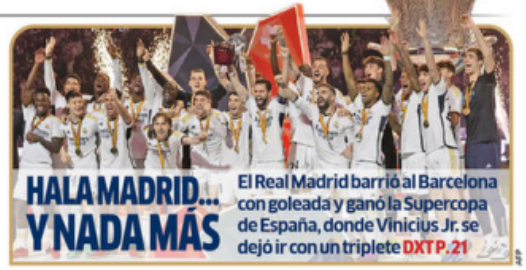 HALA MADRID...
Y NADA MÁS
El Real Madrid barrió al Barcelona
con goleada y ganó la Supercopa
de España, donde Vinicius Jr. se
dejó ir con un triplete DXT P. 21
AFP